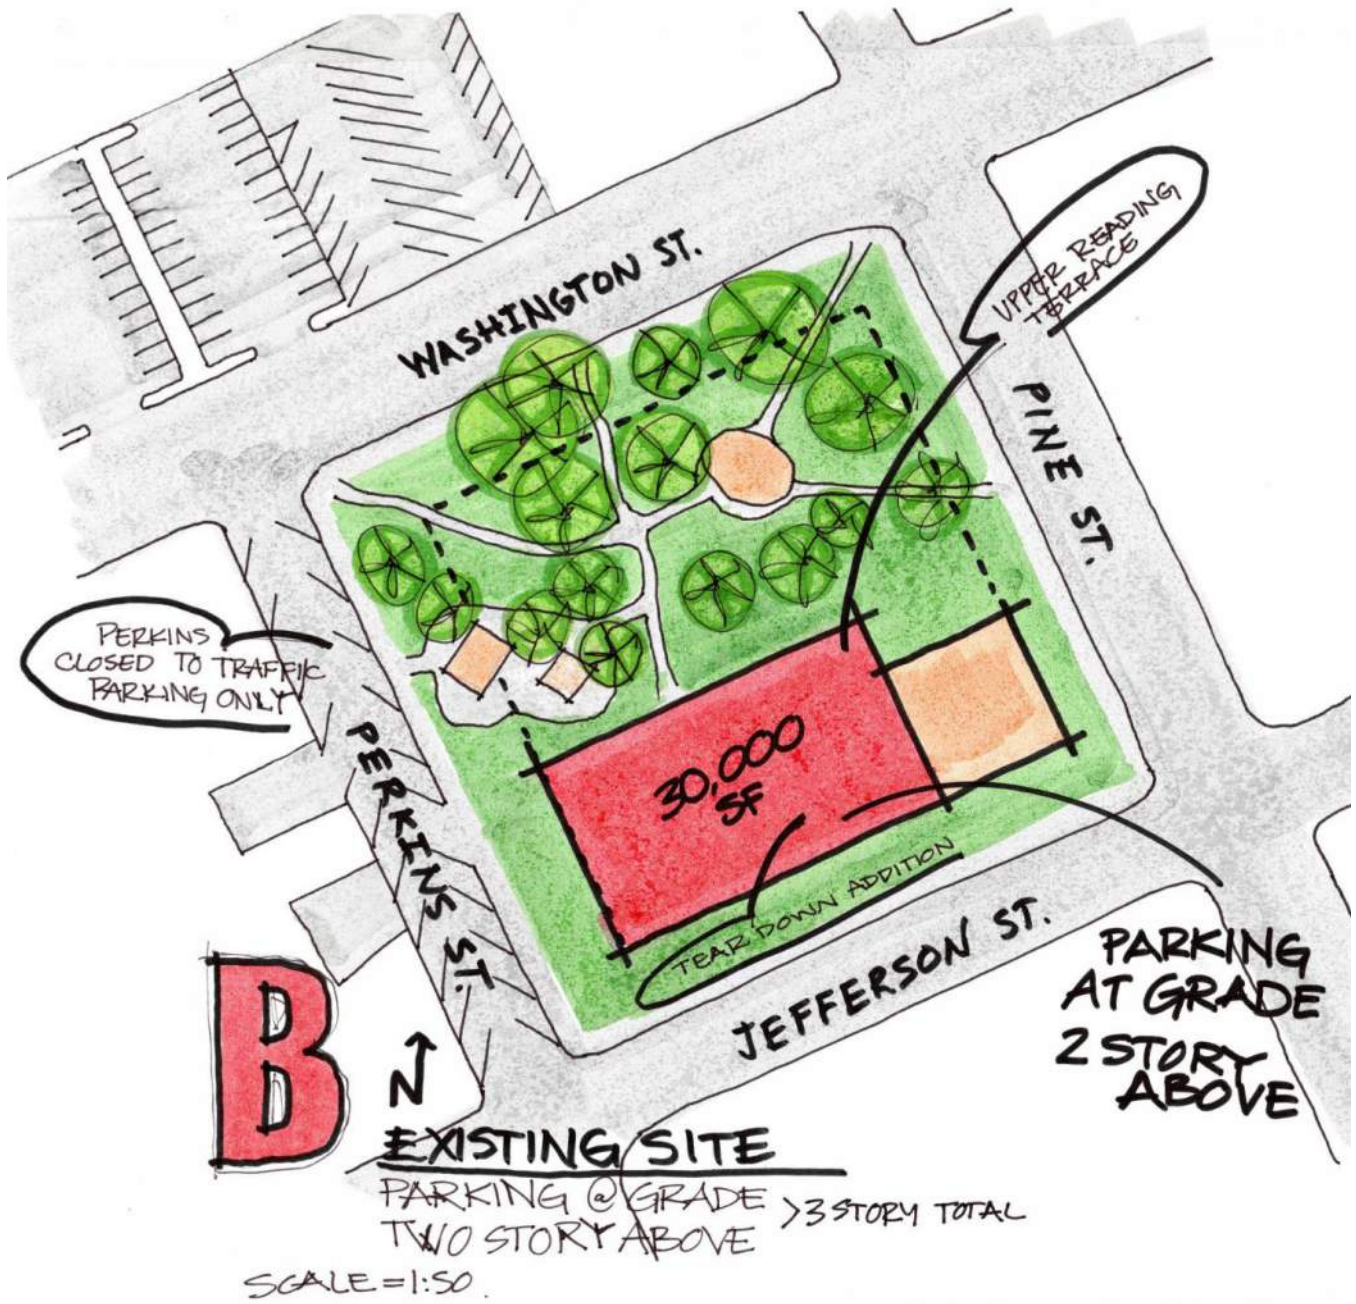 WASHINGTON ST.
UPPER READING
TERRACE
PINE ST.
PERKINS
CLOSED TO TRAFFIC
PARKING ONLY
PERKINS ST.
30,000
SF
TEAR DOWN ADDITION
JEFFERSON ST.
PARKING
AT GRADE
2 STORY
ABOVE
B
N
EXISTING SITE
PARKING @ GRADE
TWO STORY ABOVE
>3 STORY TOTAL
SCALE = 1:50.